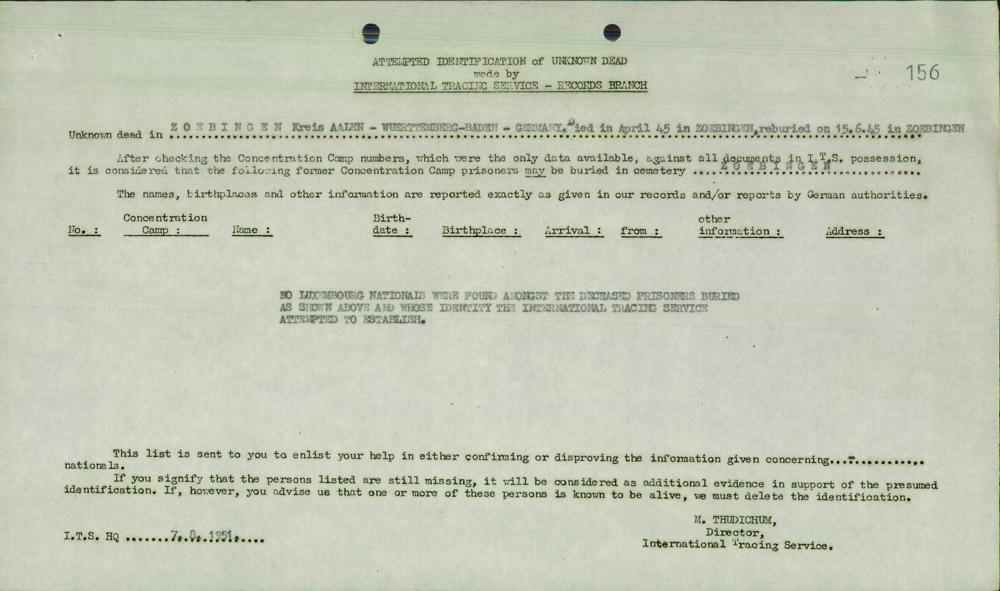 ATTEMPTED IDENTIFICATION of UNKNOWN DEAD
made by
INTERNATIONAL TRACING SERVICE - RECORDS BRANCH
156
Unknown dead in Z O E B I N G E N Kreis AALEN - WUERTTEMBERG-BADEN - GERMANY. Died in April 45 in ZOEBINGEN, reburied on 15.6.45 in ZOEBINGEN
After checking the Concentration Camp numbers, which were the only data available, against all documents in I.T.S. possession,
it is considered that the following former Concentration Camp prisoners may be buried in cemetery ....Z O E B I N G E N..............
The names, birthplaces and other information are reported exactly as given in our records and/or reports by German authorities.
No. : Concentration Camp : Name : Birth-date : Birthplace : Arrival : from : other information : Address :
NO LUXEMBOURG NATIONALS WERE FOUND AMONGST THE DECEASED PRISONERS BURIED
AS SHOWN ABOVE AND WHOSE IDENTITY THE INTERNATIONAL TRACING SERVICE
ATTEMPTED TO ESTABLISH.
This list is sent to you to enlist your help in either confirming or disproving the information given concerning...-...........
nationals.
If you signify that the persons listed are still missing, it will be considered as additional evidence in support of the presumed
identification. If, however, you advise us that one or more of these persons is known to be alive, we must delete the identification.
M. THUDICHUM,
Director,
International Tracing Service.
I.T.S. HQ .......7.8.1951.....